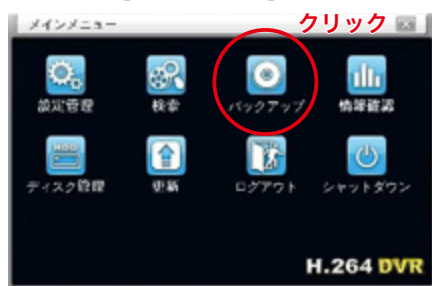 メインメニュー
クリック
設定管理
検索
バックアップ
情報確認
HDD
ディスク管理
更新
ログアウト
シャットダウン
H.264 DVR